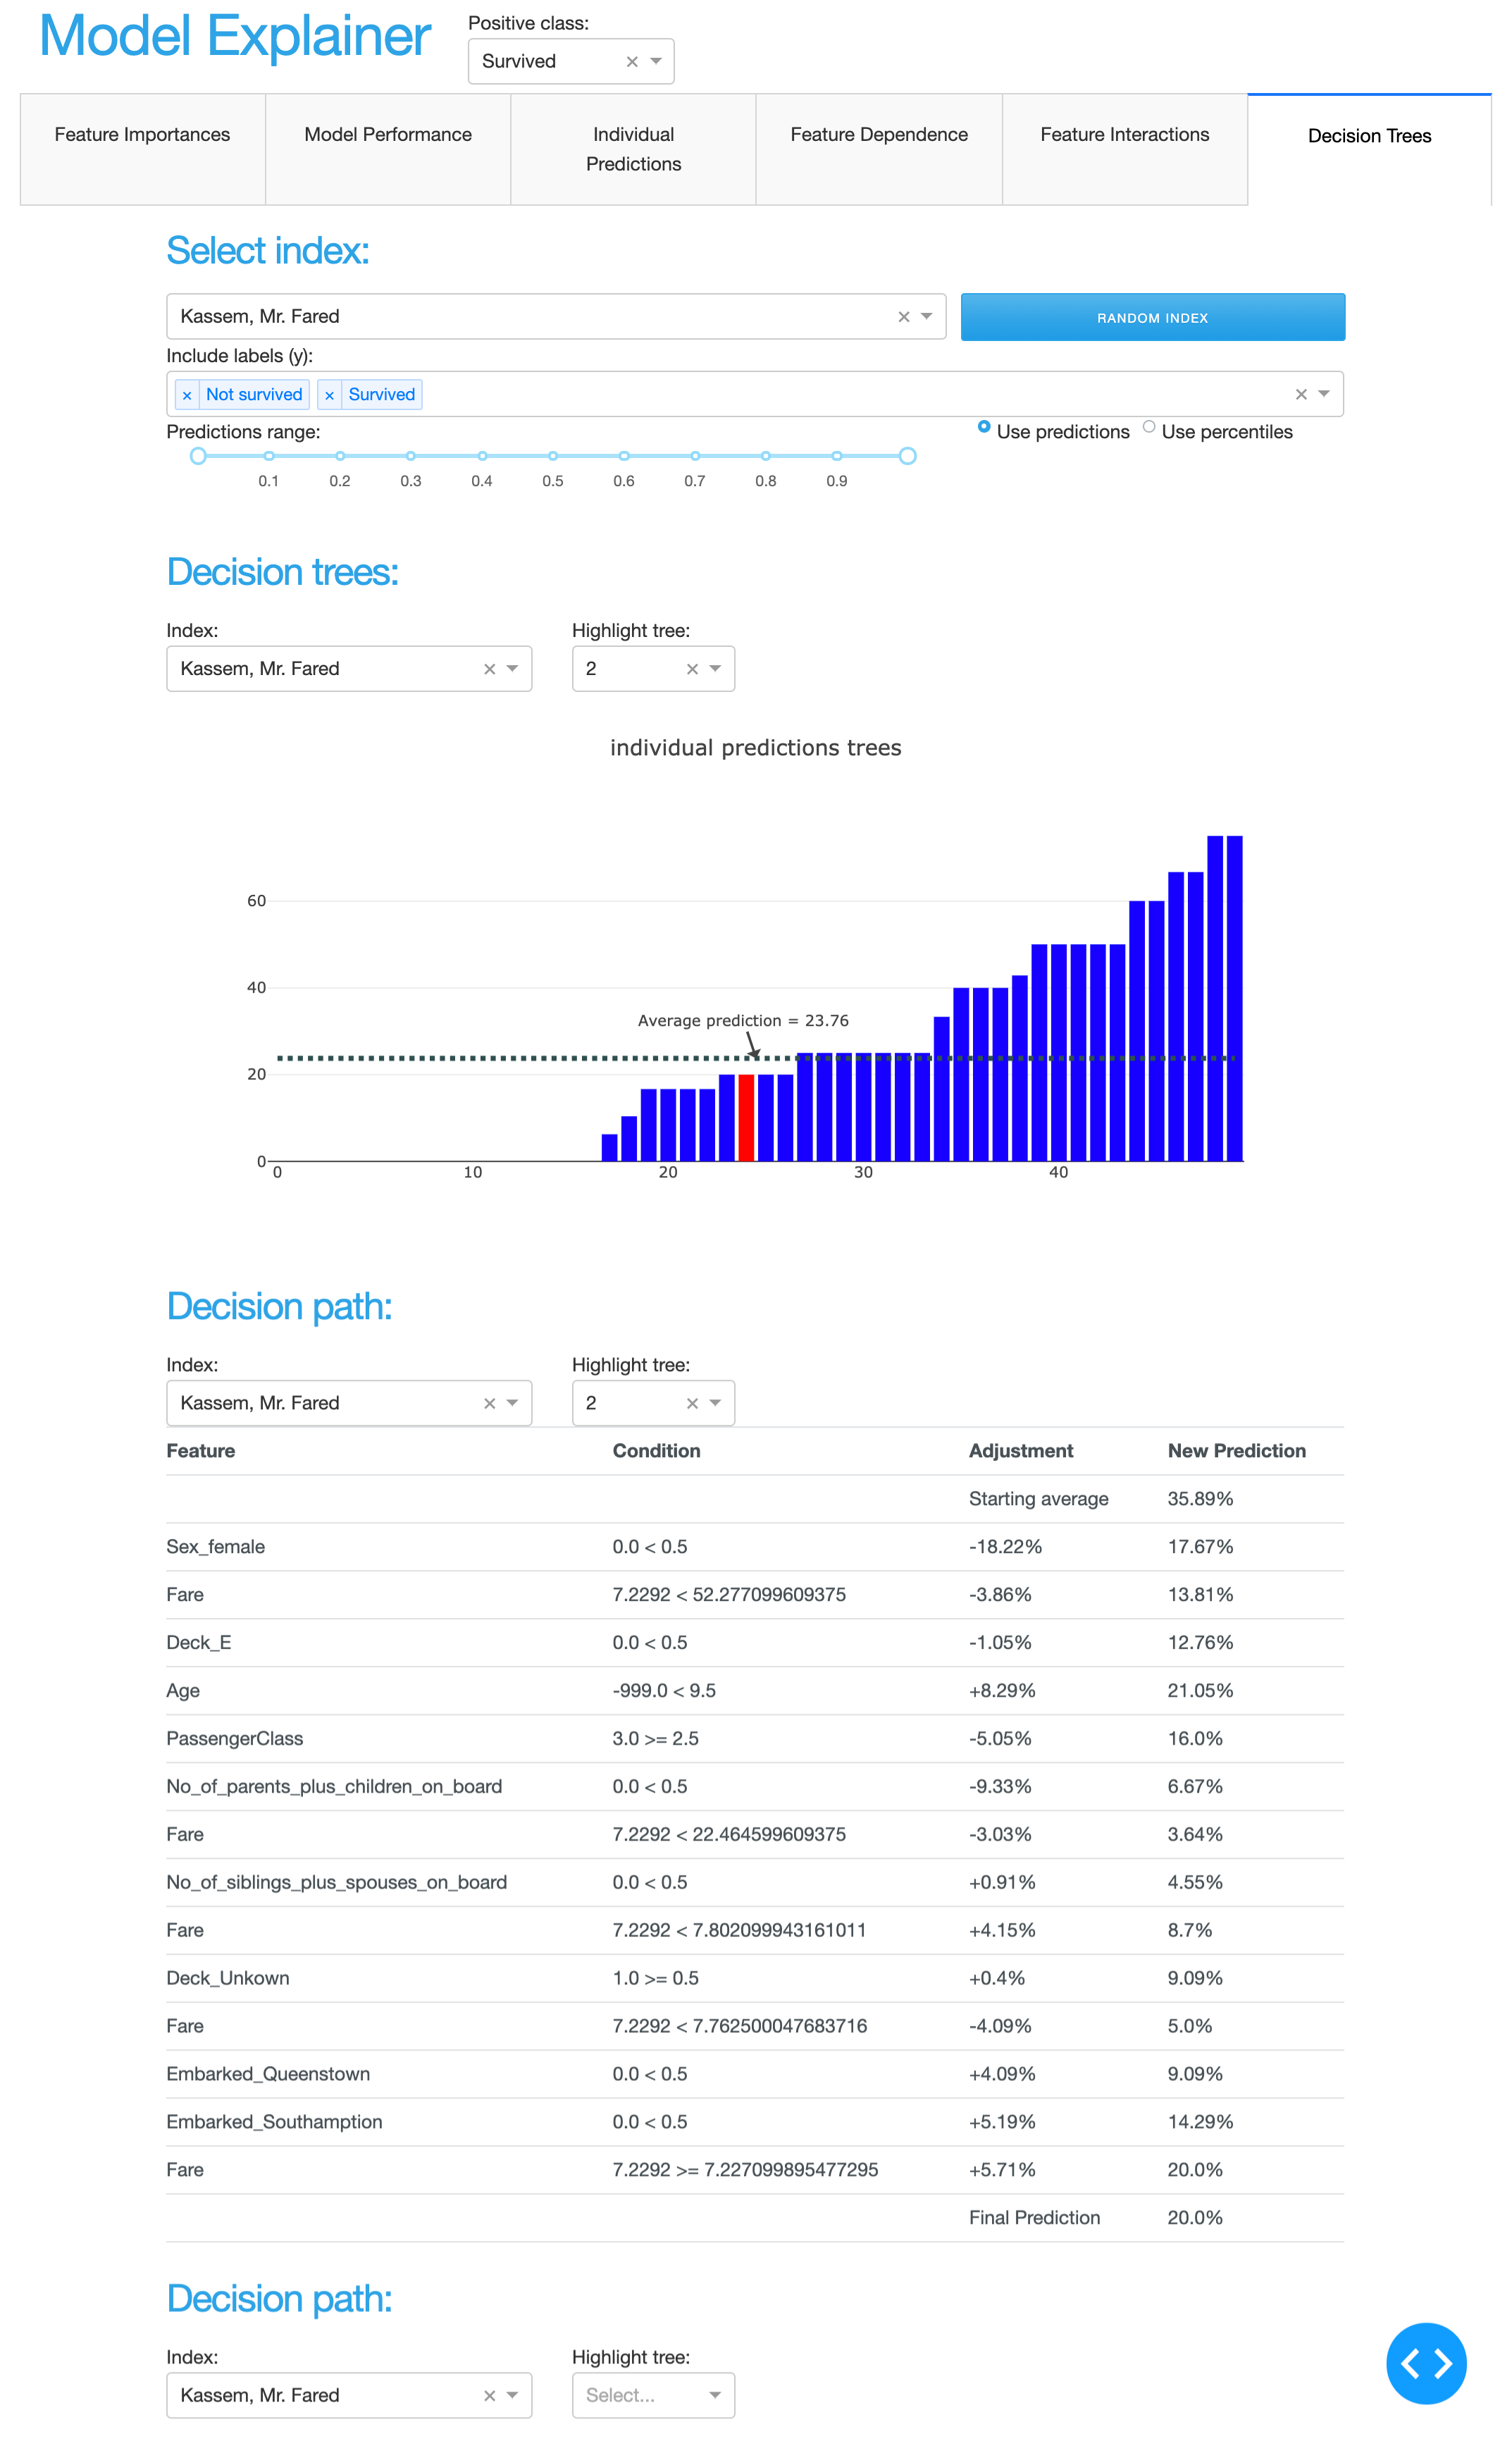 Model Explainer
Positive class:
Survived
Feature Importances
Model Performance
Individual
Predictions
Feature Dependence
Feature Interactions
Decision Trees
Select index:
Kassem, Mr. Fared
RANDOM INDEX
Include labels (y):
× Not survived × Survived
Predictions range:
Use predictions Use percentiles
0.1 0.2 0.3 0.4 0.5 0.6 0.7 0.8 0.9
Decision trees:
Index: Highlight tree:
Kassem, Mr. Fared 2
individual predictions trees
60
40
Average prediction = 23.76
20
0
0 10 20 30 40
Decision path:
Index: Highlight tree:
Kassem, Mr. Fared 2
Feature Condition Adjustment New Prediction
Starting average 35.89%
Sex_female 0.0 < 0.5 -18.22% 17.67%
Fare 7.2292 < 52.277099609375 -3.86% 13.81%
Deck_E 0.0 < 0.5 -1.05% 12.76%
Age -999.0 < 9.5 +8.29% 21.05%
PassengerClass 3.0 >= 2.5 -5.05% 16.0%
No_of_parents_plus_children_on_board 0.0 < 0.5 -9.33% 6.67%
Fare 7.2292 < 22.464599609375 -3.03% 3.64%
No_of_siblings_plus_spouses_on_board 0.0 < 0.5 +0.91% 4.55%
Fare 7.2292 < 7.802099943161011 +4.15% 8.7%
Deck_Unkown 1.0 >= 0.5 +0.4% 9.09%
Fare 7.2292 < 7.762500047683716 -4.09% 5.0%
Embarked_Queenstown 0.0 < 0.5 +4.09% 9.09%
Embarked_Southamption 0.0 < 0.5 +5.19% 14.29%
Fare 7.2292 >= 7.227099895477295 +5.71% 20.0%
Final Prediction 20.0%
Decision path:
Index: Highlight tree:
Kassem, Mr. Fared Select...